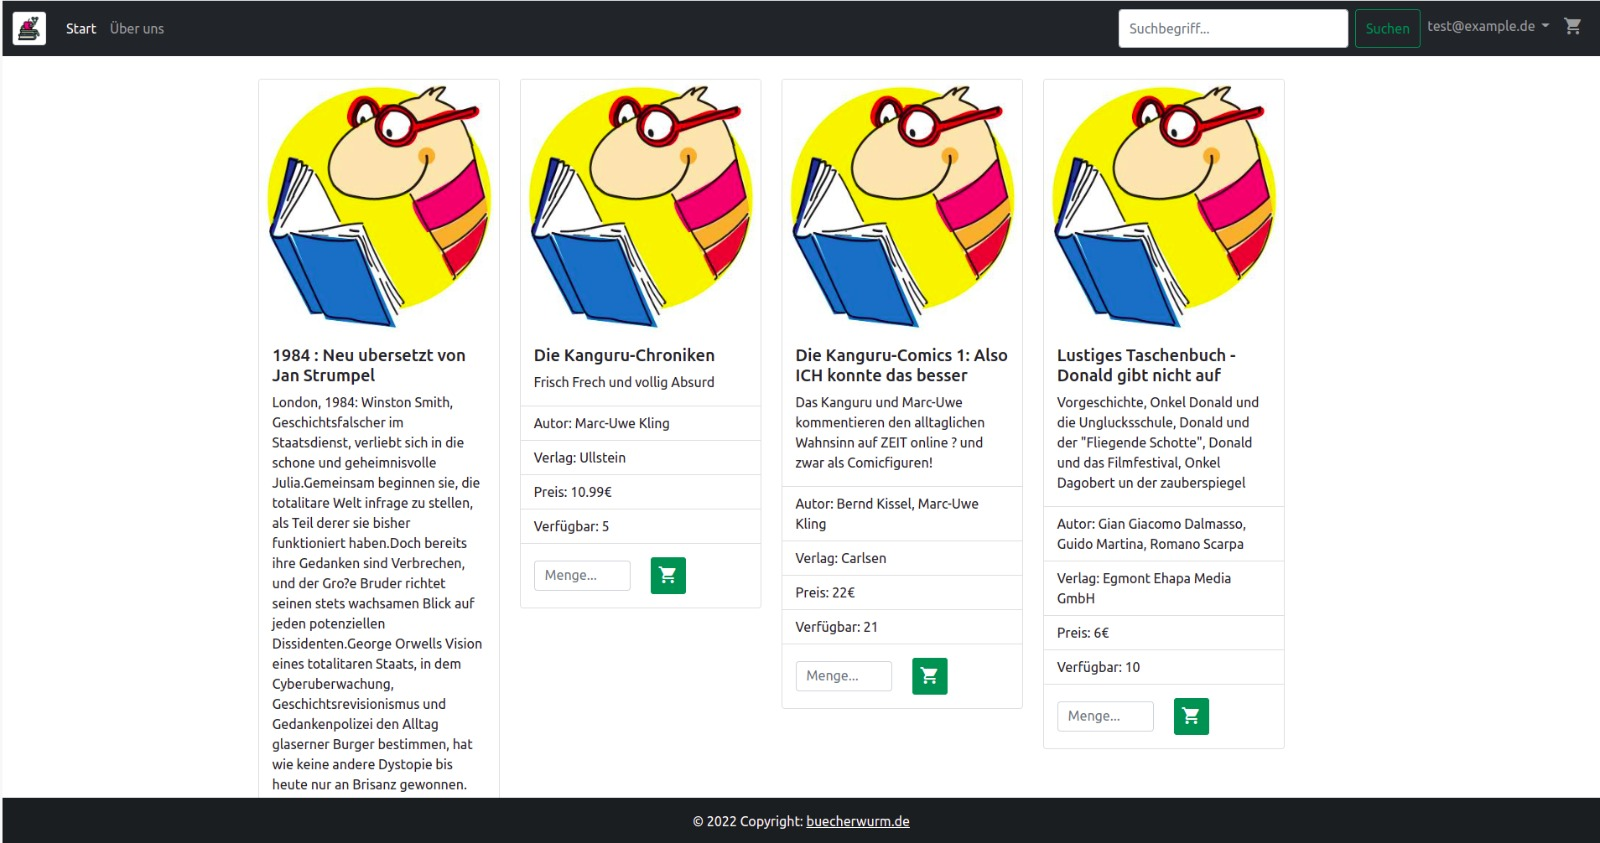 Start Über uns Suchbegriff... Suchen test@example.de
1984 : Neu ubersetzt von
Jan Strumpel
London, 1984: Winston Smith,
Geschichtsfalscher im
Staatsdienst, verliebt sich in die
schone und geheimnisvolle
Julia.Gemeinsam beginnen sie, die
totalitare Welt infrage zu stellen,
als Teil derer sie bisher
funktioniert haben.Doch bereits
ihre Gedanken sind Verbrechen,
und der Gro?e Bruder richtet
seinen stets wachsamen Blick auf
jeden potenziellen
Dissidenten.George Orwells Vision
eines totalitaren Staats, in dem
Cyberuberwachung,
Geschichtsrevisionismus und
Gedankenpolizei den Alltag
glaserner Burger bestimmen, hat
wie keine andere Dystopie bis
heute nur an Brisanz gewonnen.
Die Kanguru-Chroniken
Frisch Frech und vollig Absurd
Autor: Marc-Uwe Kling
Verlag: Ullstein
Preis: 10.99€
Verfügbar: 5
Menge...
Die Kanguru-Comics 1: Also
ICH konnte das besser
Das Kanguru und Marc-Uwe
kommentieren den alltaglichen
Wahnsinn auf ZEIT online ? und
zwar als Comicfiguren!
Autor: Bernd Kissel, Marc-Uwe
Kling
Verlag: Carlsen
Preis: 22€
Verfügbar: 21
Menge...
Lustiges Taschenbuch -
Donald gibt nicht auf
Vorgeschichte, Onkel Donald und
die Unglucksschule, Donald und
der "Fliegende Schotte", Donald
und das Filmfestival, Onkel
Dagobert un der zauberspiegel
Autor: Gian Giacomo Dalmasso,
Guido Martina, Romano Scarpa
Verlag: Egmont Ehapa Media
GmbH
Preis: 6€
Verfügbar: 10
Menge...
© 2022 Copyright: buecherwurm.de